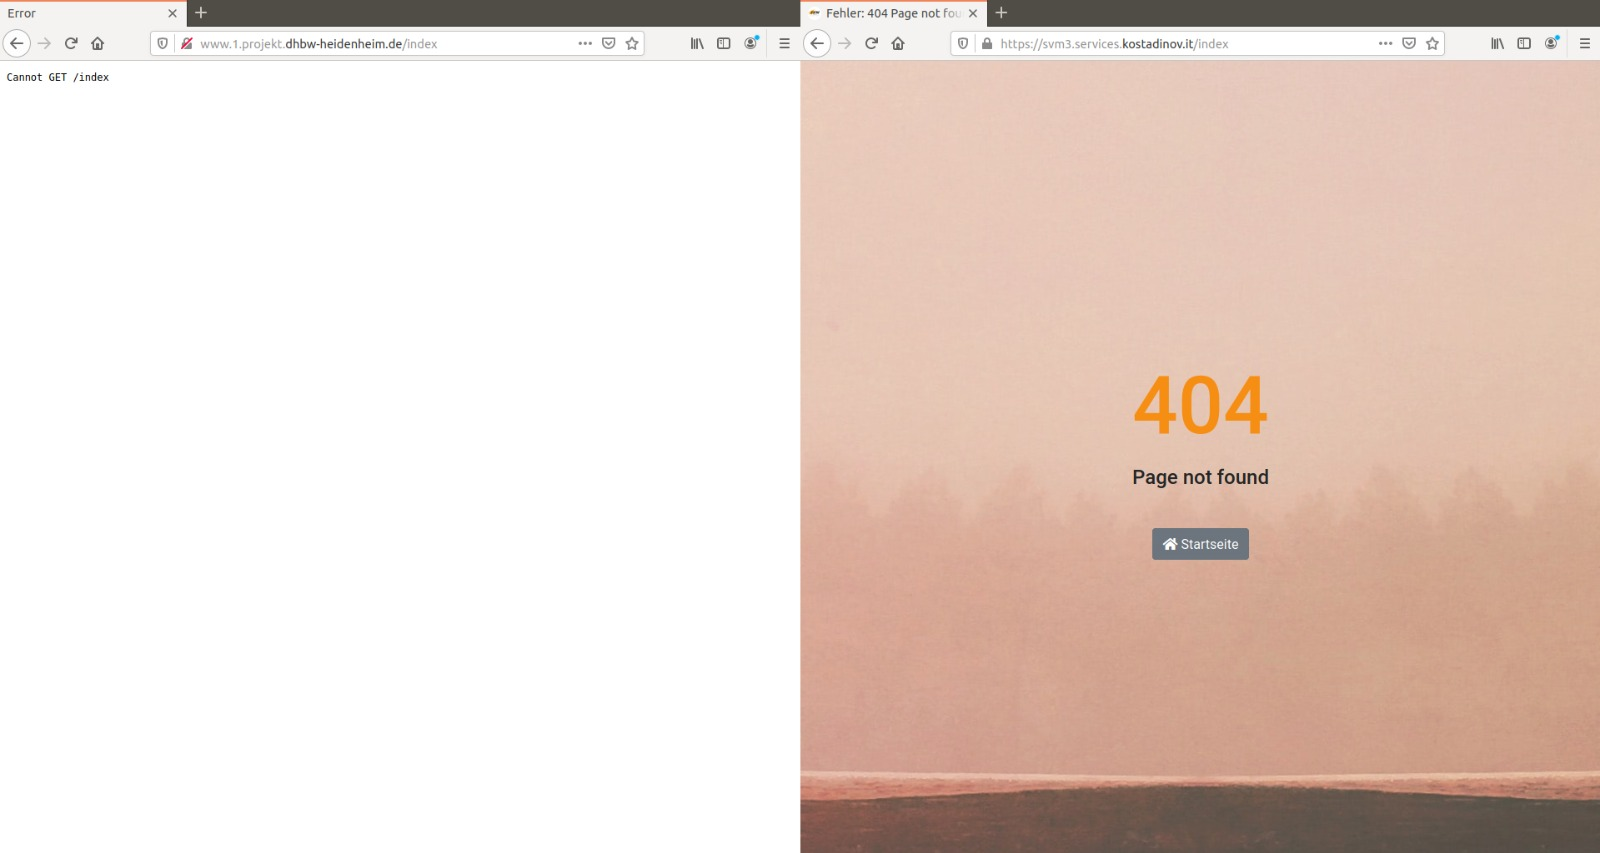 Error
www.1.projekt.dhbw-heidenheim.de/index
Cannot GET /index
Fehler: 404 Page not fou
https://svm3.services.kostadinov.it/index
404
Page not found
Startseite